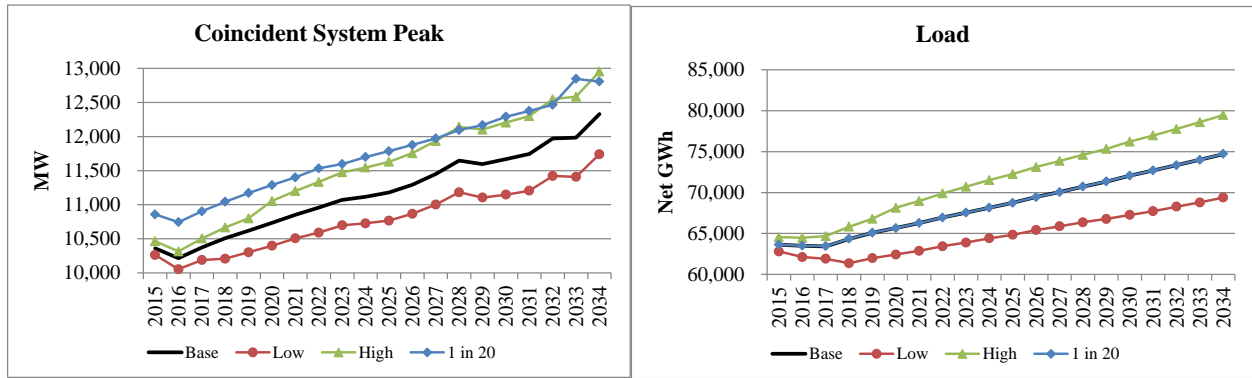 Coincident System Peak
MW
13,000
12,500
12,000
11,500
11,000
10,500
10,000
2015 2016 2017 2018 2019 2020 2021 2022 2023 2024 2025 2026 2027 2028 2029 2030 2031 2032 2033 2034
Base Low High 1 in 20
Load
Net GWh
85,000
80,000
75,000
70,000
65,000
60,000
2015 2016 2017 2018 2019 2020 2021 2022 2023 2024 2025 2026 2027 2028 2029 2030 2031 2032 2033 2034
Base Low High 1 in 20